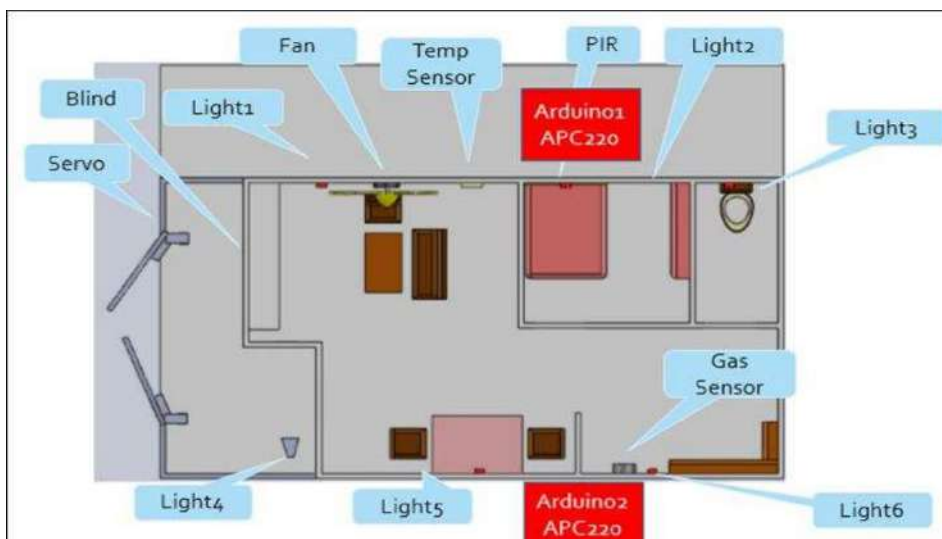 Fan
Temp
Sensor
PIR
Light2
Blind
Light1
Arduino1
APC220
Light3
Servo
Gas
Sensor
Light4
Light5
Arduino2
APC220
Light6